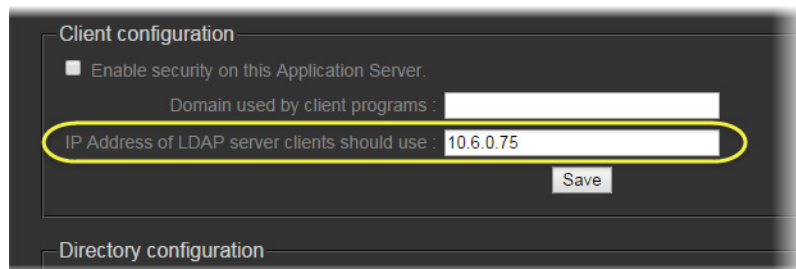 Client configuration
Enable security on this Application Server.
Domain used by client programs :
IP Address of LDAP server clients should use : 10.6.0.75
Save
Directory configuration